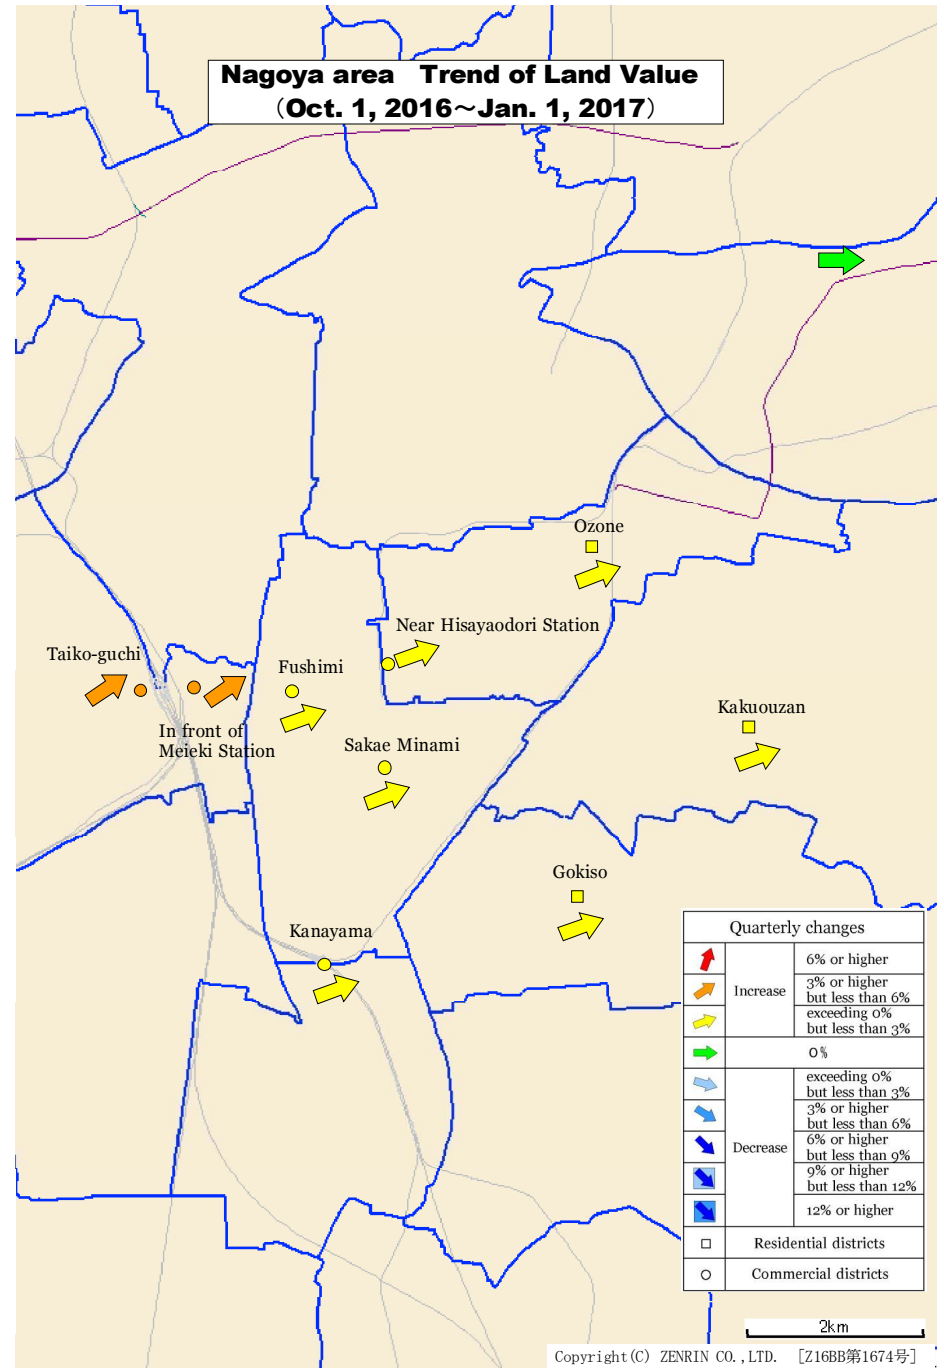 Nagoya area   Trend of Land Value
(Oct. 1, 2016～Jan. 1, 2017)
Ozone
Near Hisayaodori Station
Taiko-guchi
Fushimi
Kakuouzan
In front of
Meieki Station
Sakae Minami
Gokiso
Kanayama
Quarterly changes
Increase
6% or higher
3% or higher
but less than 6%
exceeding 0%
but less than 3%
0%
Decrease
exceeding 0%
but less than 3%
3% or higher
but less than 6%
6% or higher
but less than 9%
9% or higher
but less than 12%
12% or higher
Residential districts
Commercial districts
2km
Copyright(C) ZENRIN CO.,LTD. [Z16BB第1674号]